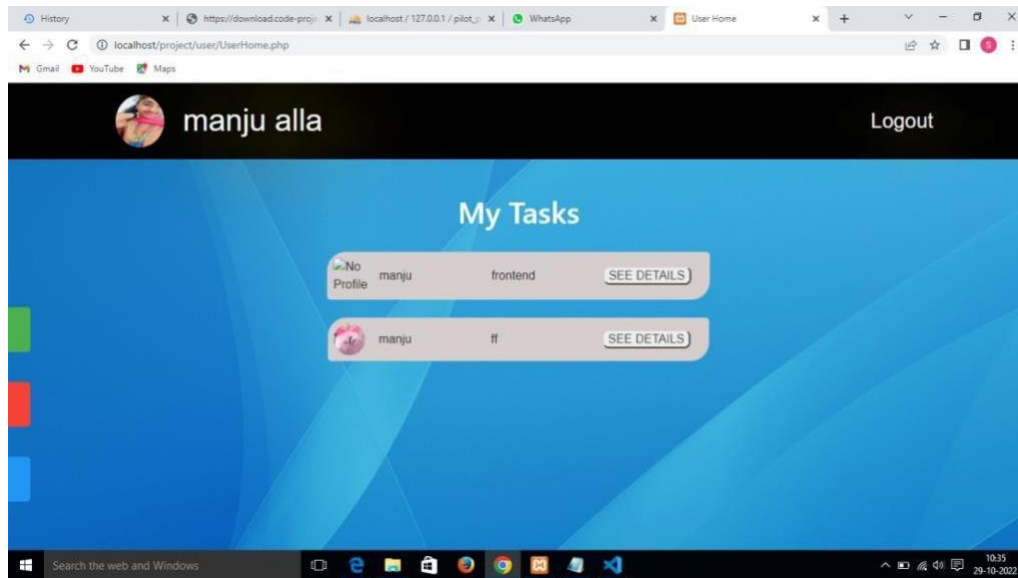 History
https://download.code-proje
localhost / 127.0.0.1 / pilot_p
WhatsApp
User Home
localhost/project/user/UserHome.php
S
Gmail
YouTube
Maps
manju alla
Logout
My Tasks
No Profile
manju
frontend
SEE DETAILS
manju
ff
SEE DETAILS
Search the web and Windows
10:35
29-10-2022